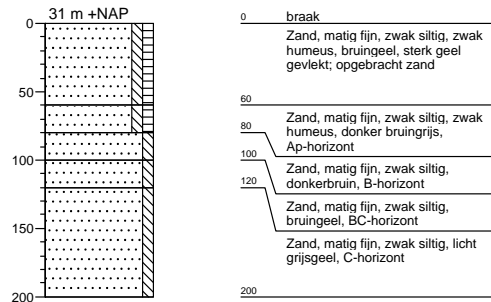 31 m +NAP
0
50
100
150
200
0 braak
Zand, matig fijn, zwak siltig, zwak
humeus, bruingeel, sterk geel
gevlekt; opgebracht zand
60
Zand, matig fijn, zwak siltig, zwak
humeus, donker bruingrijs,
Ap-horizont
80
Zand, matig fijn, zwak siltig,
donkerbruin, B-horizont
100
Zand, matig fijn, zwak siltig,
bruingeel, BC-horizont
120
Zand, matig fijn, zwak siltig, licht
grijsgeel, C-horizont
200